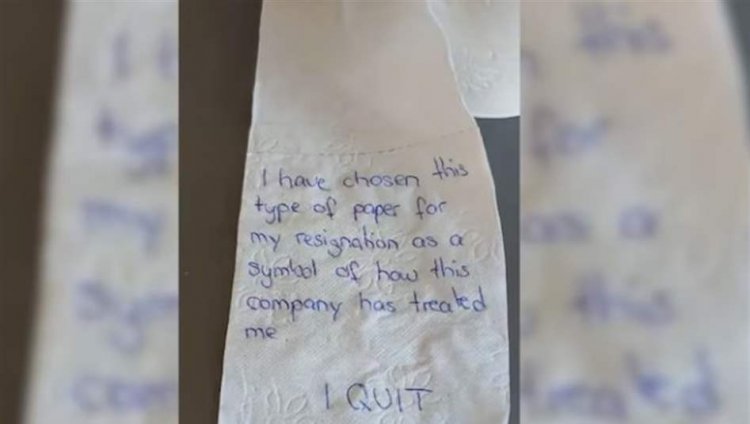 I have chosen this
type of paper for
my resignation as a
symbol of how this
company has treated
me
I QUIT